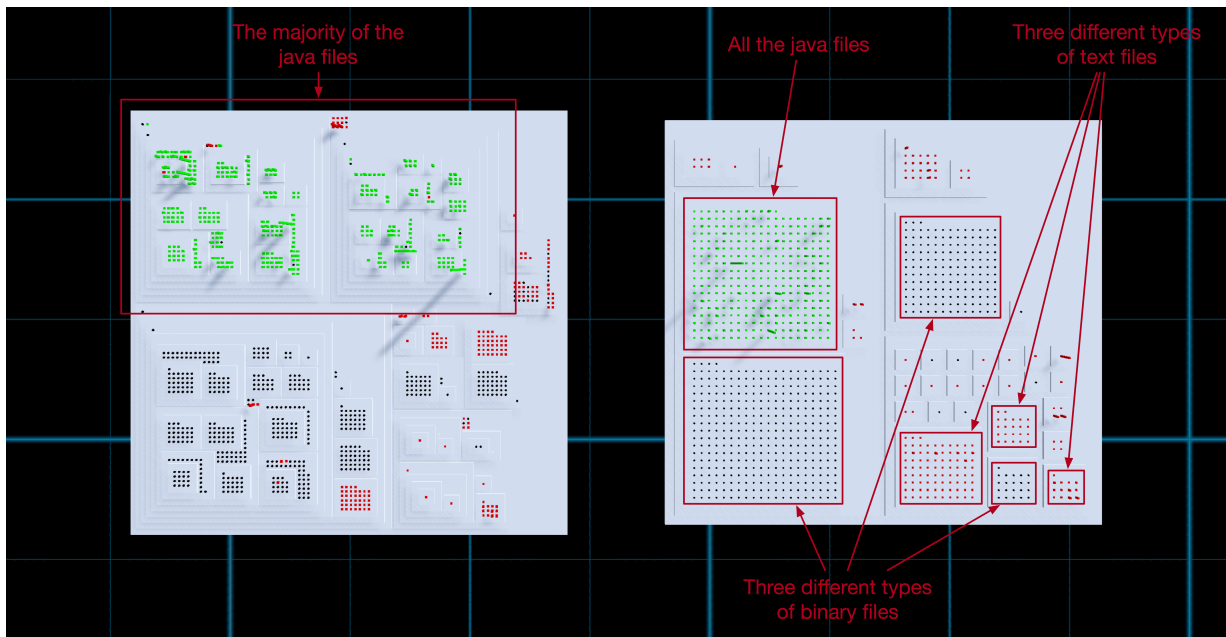 The majority of the
java files
All the java files
Three different types
of text files
Three different types
of binary files